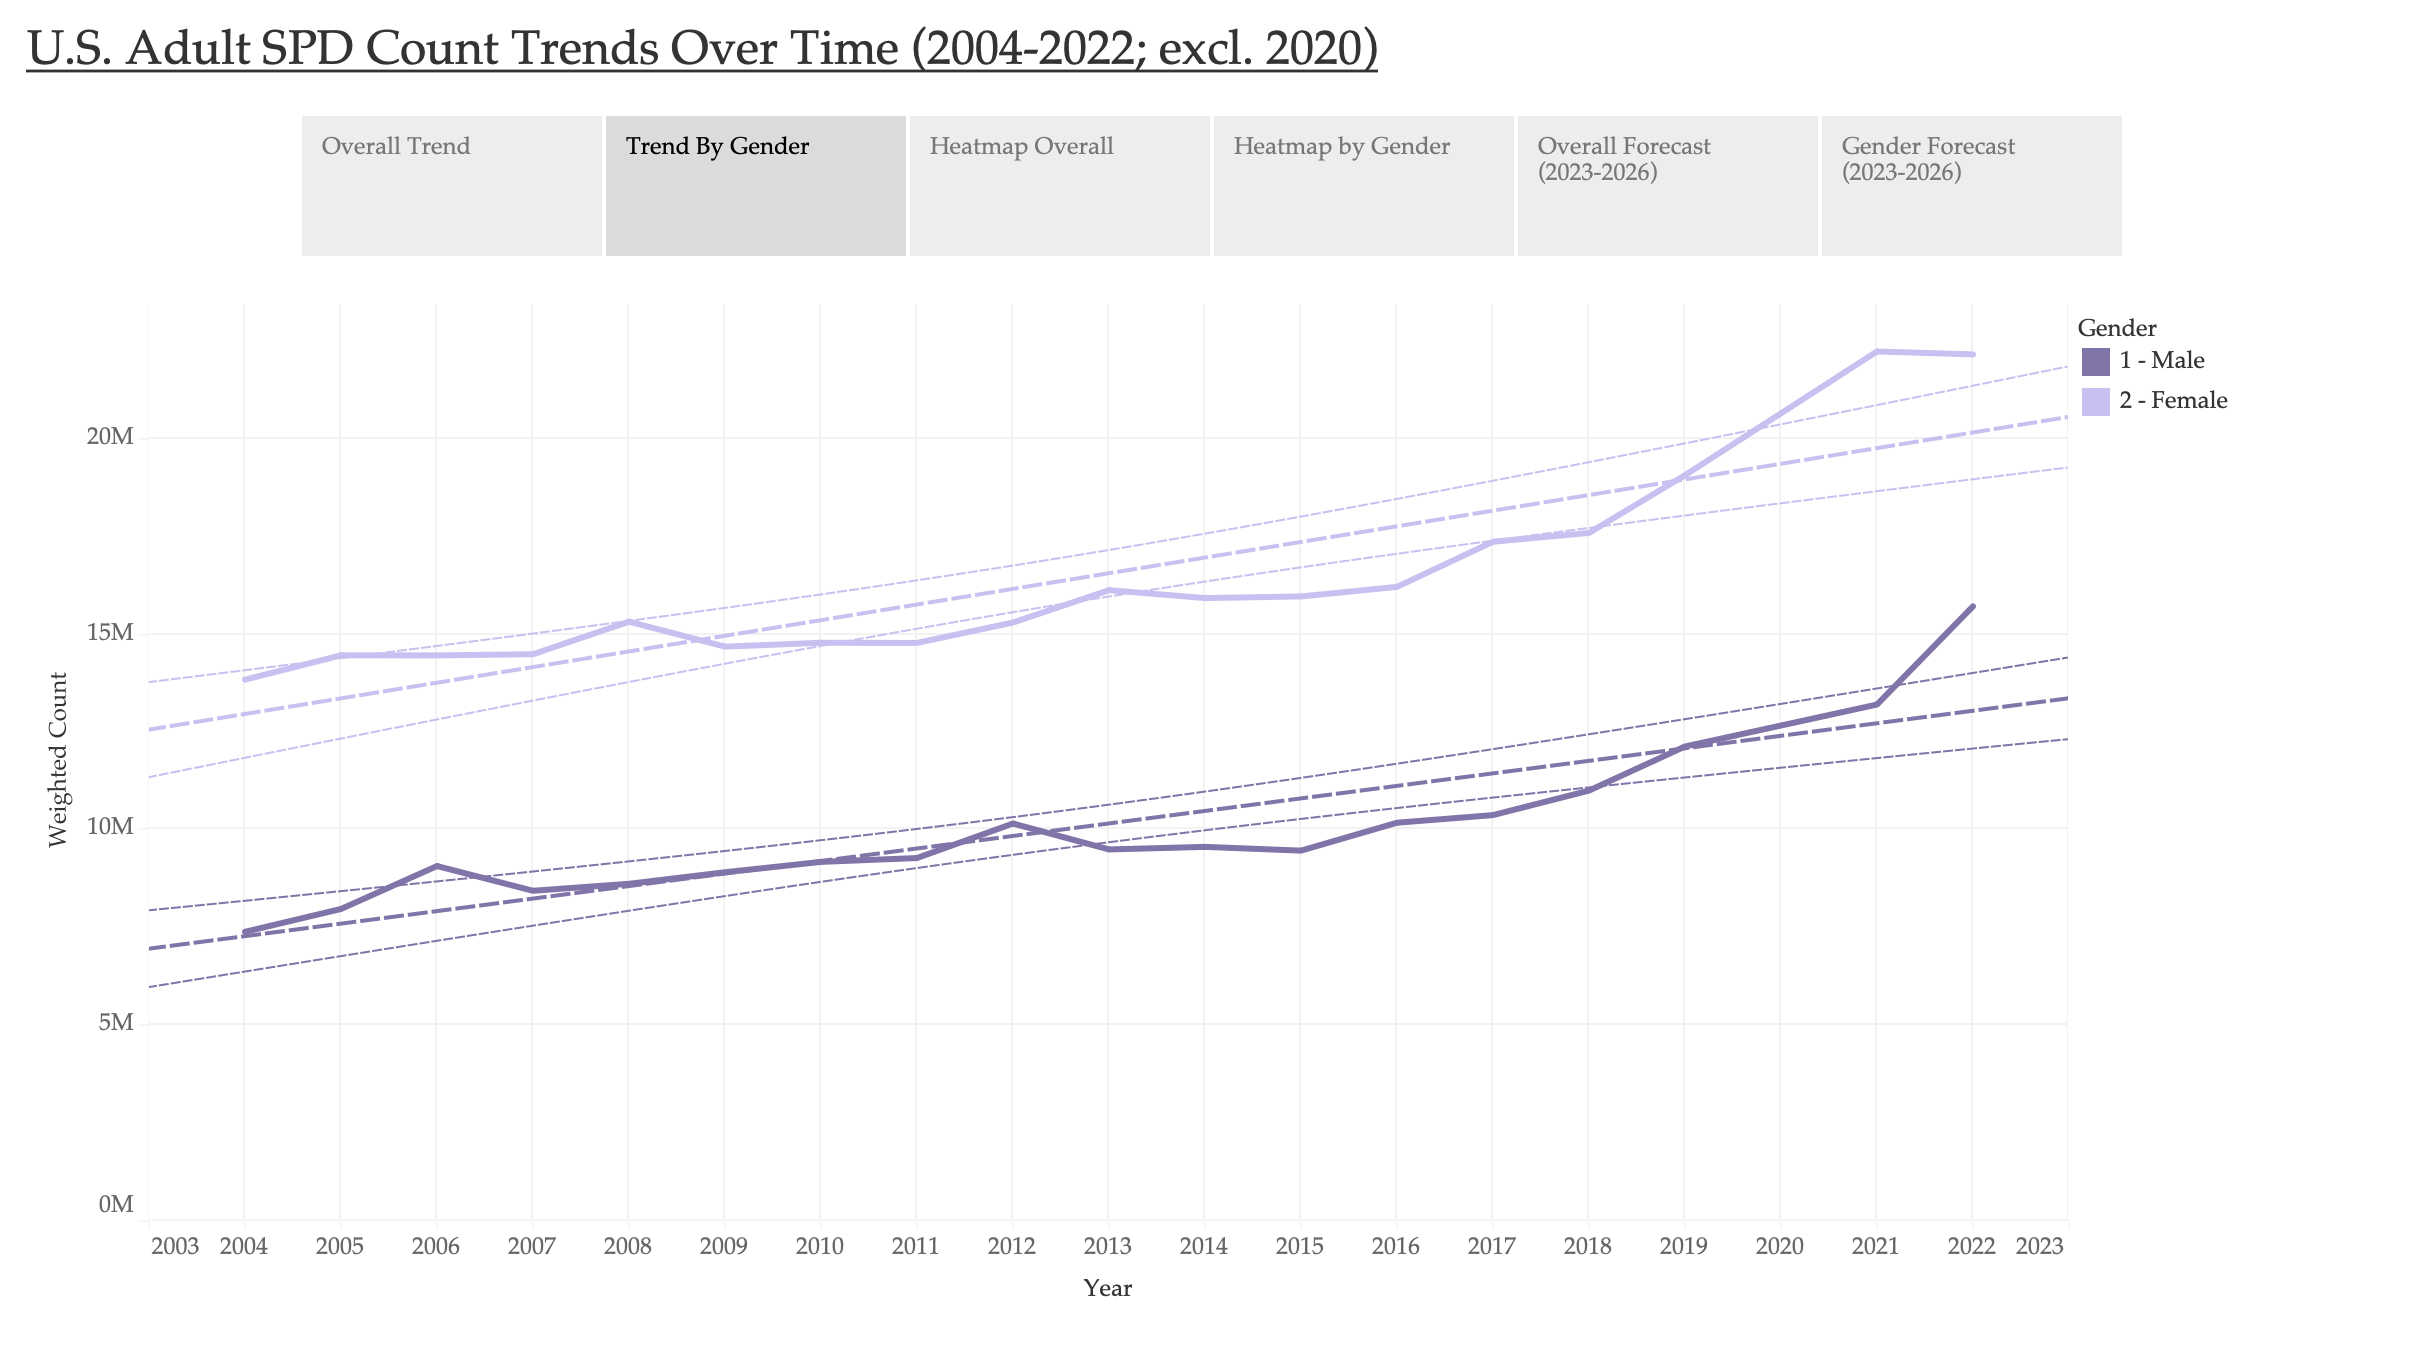 U.S. Adult SPD Count Trends Over Time (2004-2022; excl. 2020)
Overall Trend
Trend By Gender
Heatmap Overall
Heatmap by Gender
Overall Forecast
(2023-2026)
Gender Forecast
(2023-2026)
Gender
1 - Male
2 - Female
20M
15M
10M
5M
0M
Weighted Count
2003 2004 2005 2006 2007 2008 2009 2010 2011 2012 2013 2014 2015 2016 2017 2018 2019 2020 2021 2022 2023
Year